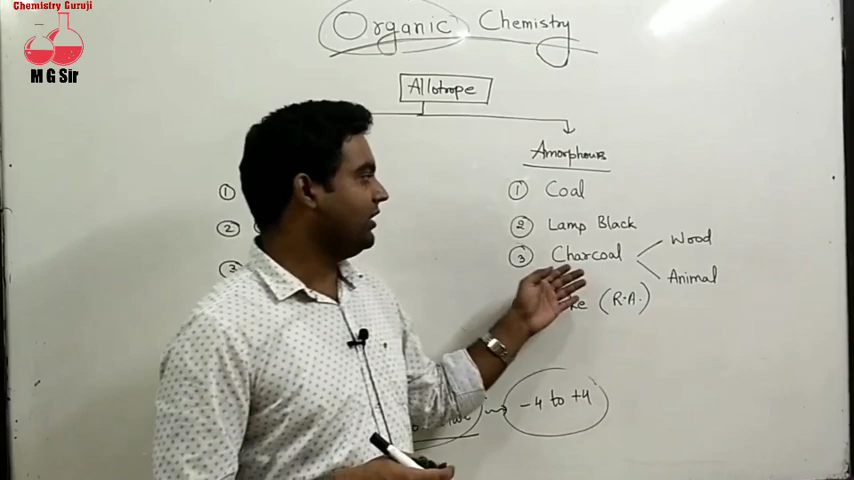 Chemistry Guruji
M G Sir
Organic Chemistry
Allotrope
Amorphous
① Coal
② Lamp Black
③ Charcoal
Wood
Animal
(R.A.)
①
②
③
-4 to +4